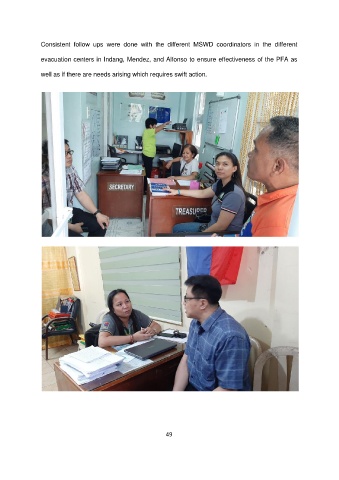 Consistent follow ups were done with the different MSWD coordinators in the different
evacuation centers in Indang, Mendez, and Alfonso to ensure effectiveness of the PFA as
well as if there are needs arising which requires swift action.
SECRETARY
TREASURER
49